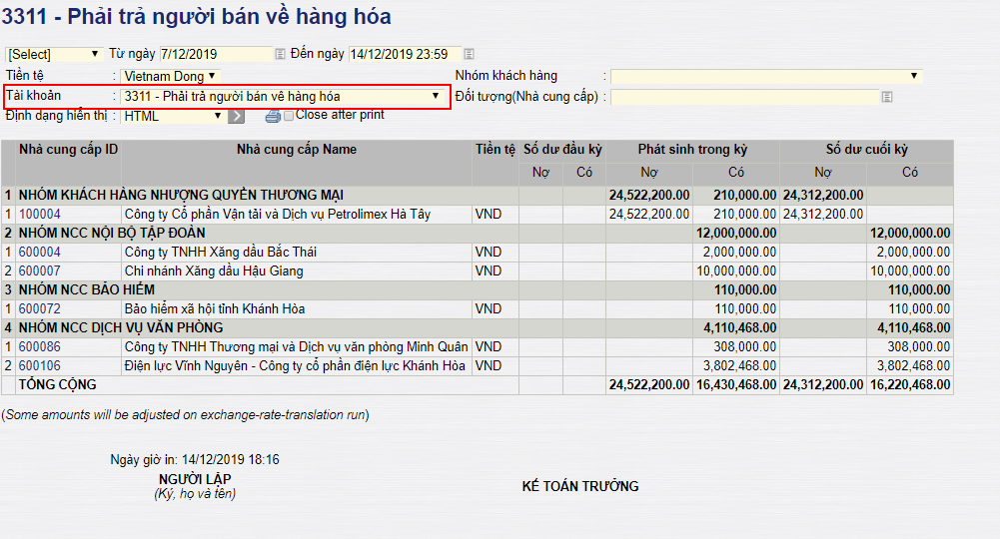 3311 - Phải trả người bán về hàng hóa
[Select] Từ ngày 7/12/2019 Đến ngày 14/12/2019 23:59
Tiền tệ : Vietnam Dong Nhóm khách hàng :
Tài khoản : 3311 - Phải trả người bán về hàng hóa Đối tượng(Nhà cung cấp) :
Định dạng hiển thị : HTML Close after print
Nhà cung cấp ID Nhà cung cấp Name Tiền tệ Số dư đầu kỳ Phát sinh trong kỳ Số dư cuối kỳ
Nợ Có Nợ Có Nợ Có
1 NHÓM KHÁCH HÀNG NHƯỢNG QUYỀN THƯƠNG MẠI 24,522,200.00 210,000.00 24,312,200.00
1 100004 Công ty Cổ phần Vận tải và Dịch vụ Petrolimex Hà Tây VND 24,522,200.00 210,000.00 24,312,200.00
2 NHÓM NCC NỘI BỘ TẬP ĐOÀN 12,000,000.00 12,000,000.00
1 600004 Công ty TNHH Xăng dầu Bắc Thái VND 2,000,000.00 2,000,000.00
2 600007 Chi nhánh Xăng dầu Hậu Giang VND 10,000,000.00 10,000,000.00
3 NHÓM NCC BẢO HIỂM 110,000.00 110,000.00
1 600072 Bảo hiểm xã hội tỉnh Khánh Hòa VND 110,000.00 110,000.00
4 NHÓM NCC DỊCH VỤ VĂN PHÒNG 4,110,468.00 4,110,468.00
1 600086 Công ty TNHH Thương mại và Dịch vụ văn phòng Minh Quân VND 308,000.00 308,000.00
2 600106 Điện lực Vĩnh Nguyên - Công ty cổ phần điện lực Khánh Hòa VND 3,802,468.00 3,802,468.00
TỔNG CỘNG 24,522,200.00 16,430,468.00 24,312,200.00 16,220,468.00
(Some amounts will be adjusted on exchange-rate-translation run)
Ngày giờ in: 14/12/2019 18:16
NGƯỜI LẬP
(Ký, họ và tên)
KẾ TOÁN TRƯỞNG